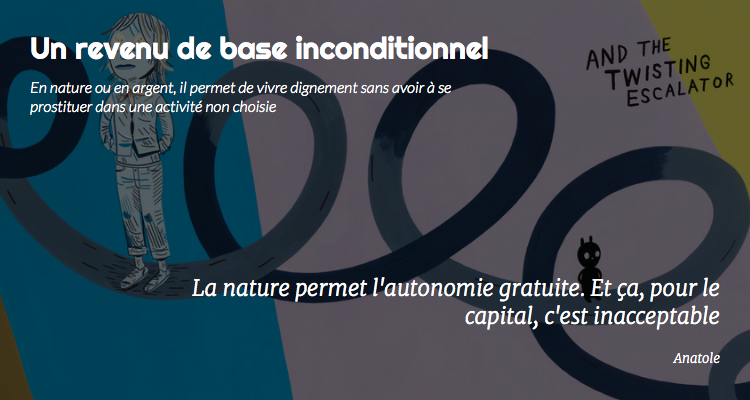 Un revenu de base inconditionnel
En nature ou en argent, il permet de vivre dignement sans avoir à se
prostituer dans une activité non choisie
AND THE
TWISTING
ESCALATOR
La nature permet l'autonomie gratuite. Et ça, pour le
capital, c'est inacceptable
Anatole